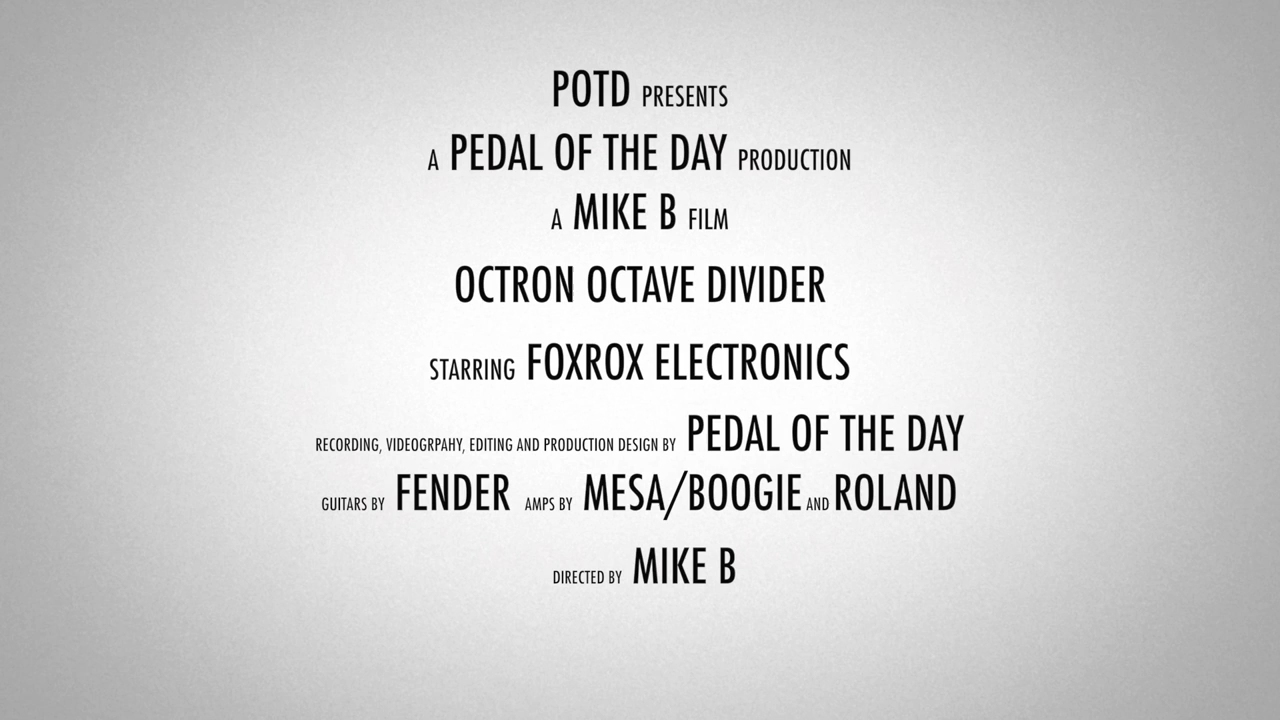 POTD PRESENTS
A PEDAL OF THE DAY PRODUCTION
A MIKE B FILM
OCTRON OCTAVE DIVIDER
STARRING FOXROX ELECTRONICS
RECORDING, VIDEOGRPAHY, EDITING AND PRODUCTION DESIGN BY PEDAL OF THE DAY
GUITARS BY FENDER AMPS BY MESA/BOOGIE AND ROLAND
DIRECTED BY MIKE B